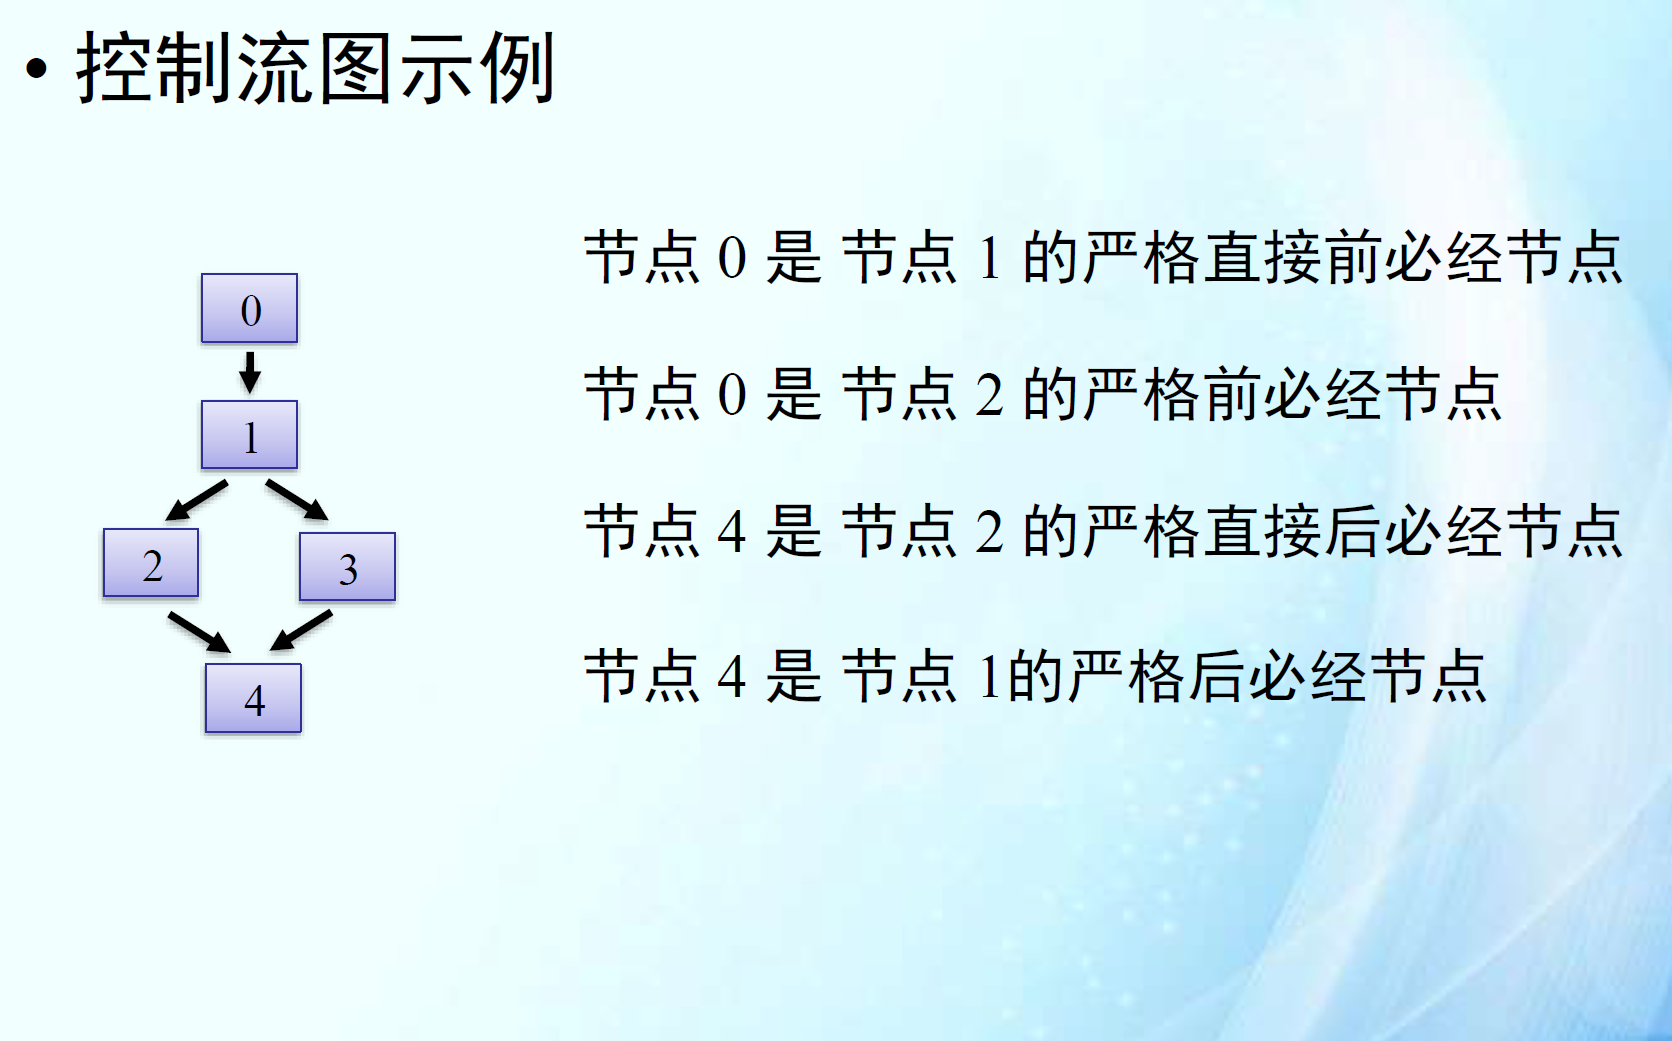 • 控制流图示例
节点 0 是 节点 1 的严格直接前必经节点
节点 0 是 节点 2 的严格前必经节点
节点 4 是 节点 2 的严格直接后必经节点
节点 4 是 节点 1的严格后必经节点
0
1
2
3
4